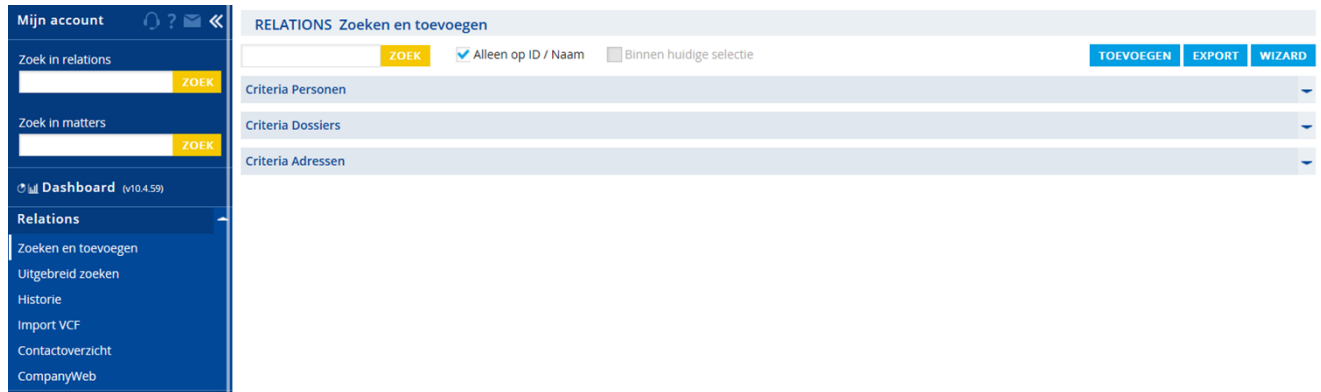 Mijn account
?
Zoek in relations
ZOEK
Zoek in matters
ZOEK
Dashboard (v10.4.59)
Relations
Zoeken en toevoegen
Uitgebreid zoeken
Historie
Import VCF
Contactoverzicht
CompanyWeb
RELATIONS Zoeken en toevoegen
ZOEK Alleen op ID / Naam Binnen huidige selectie TOEVOEGEN EXPORT WIZARD
Criteria Personen
Criteria Dossiers
Criteria Adressen